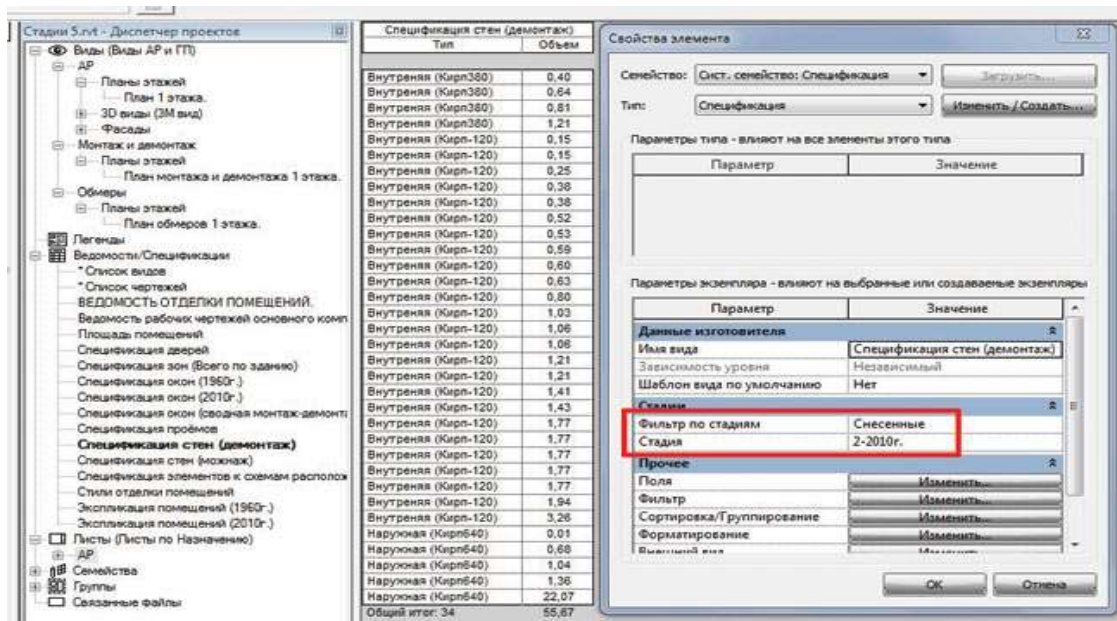 Стадии 5.rvt - Диспетчер проектов
Виды (Виды АР и ГП)
АР
Планы этажей
План 1 этажа.
3D виды (3М вид)
Фасады
Монтаж и демонтаж
Планы этажей
План монтажа и демонтажа 1 этажа.
Обмеры
Планы этажей
План обмеров 1 этажа.
Легенды
Ведомости/Спецификации
* Список видов
* Список чертежей
ВЕДОМОСТЬ ОТДЕЛКИ ПОМЕЩЕНИЙ.
Ведомость рабочих чертежей основного комп
Площадь помещений
Спецификация дверей
Спецификация зон (Всего по зданию)
Спецификация окон (1960г.)
Спецификация окон (2010г.)
Спецификация окон (сводная монтаж-демонта
Спецификация проёмов
Спецификация стен (демонтаж)
Спецификация стен (можнаж)
Спецификация элементов к схемам располож
Стили отделки помещений
Экспликация помещений (1960г.)
Экспликация помещений (2010г.)
Листы (Листы по Назначению)
АР
Семейства
Группы
Связанные файлы
Спецификация стен (демонтаж)
Тип Объем
Внутреняя (Кирп380) 0,40
Внутреняя (Кирп380) 0,64
Внутреняя (Кирп380) 0,81
Внутреняя (Кирп380) 1,21
Внутреняя (Кирп-120) 0,15
Внутреняя (Кирп-120) 0,15
Внутреняя (Кирп-120) 0,25
Внутреняя (Кирп-120) 0,38
Внутреняя (Кирп-120) 0,38
Внутреняя (Кирп-120) 0,52
Внутреняя (Кирп-120) 0,53
Внутреняя (Кирп-120) 0,59
Внутреняя (Кирп-120) 0,60
Внутреняя (Кирп-120) 0,63
Внутреняя (Кирп-120) 0,80
Внутреняя (Кирп-120) 1,03
Внутреняя (Кирп-120) 1,06
Внутреняя (Кирп-120) 1,06
Внутреняя (Кирп-120) 1,21
Внутреняя (Кирп-120) 1,21
Внутреняя (Кирп-120) 1,41
Внутреняя (Кирп-120) 1,43
Внутреняя (Кирп-120) 1,77
Внутреняя (Кирп-120) 1,77
Внутреняя (Кирп-120) 1,77
Внутреняя (Кирп-120) 1,77
Внутреняя (Кирп-120) 1,77
Внутреняя (Кирп-120) 1,94
Внутреняя (Кирп-120) 3,26
Наружная (Кирп640) 0,01
Наружная (Кирп640) 0,68
Наружная (Кирп640) 1,04
Наружная (Кирп640) 1,36
Наружная (Кирп640) 22,07
Общий итог: 34 55,67
Свойства элемента
Семейство: Сист. семейство: Спецификация Загрузить...
Тип: Спецификация Изменить / Создать...
Параметры типа - влияют на все элементы этого типа
Параметр Значение
Параметры экземпляра - влияют на выбранные или создаваемые экземпляры
Параметр Значение
Данные изготовителя
Имя вида Спецификация стен (демонтаж)
Зависимость уровня Независимый
Шаблон вида по умолчанию Нет
Стадии
Фильтр по стадиям Снесенные
Стадия 2-2010г.
Прочее
Поля Изменить...
Фильтр Изменить...
Сортировка/Группирование Изменить...
Форматирование Изменить...
Внешний вид Изменить...
OK Отмена